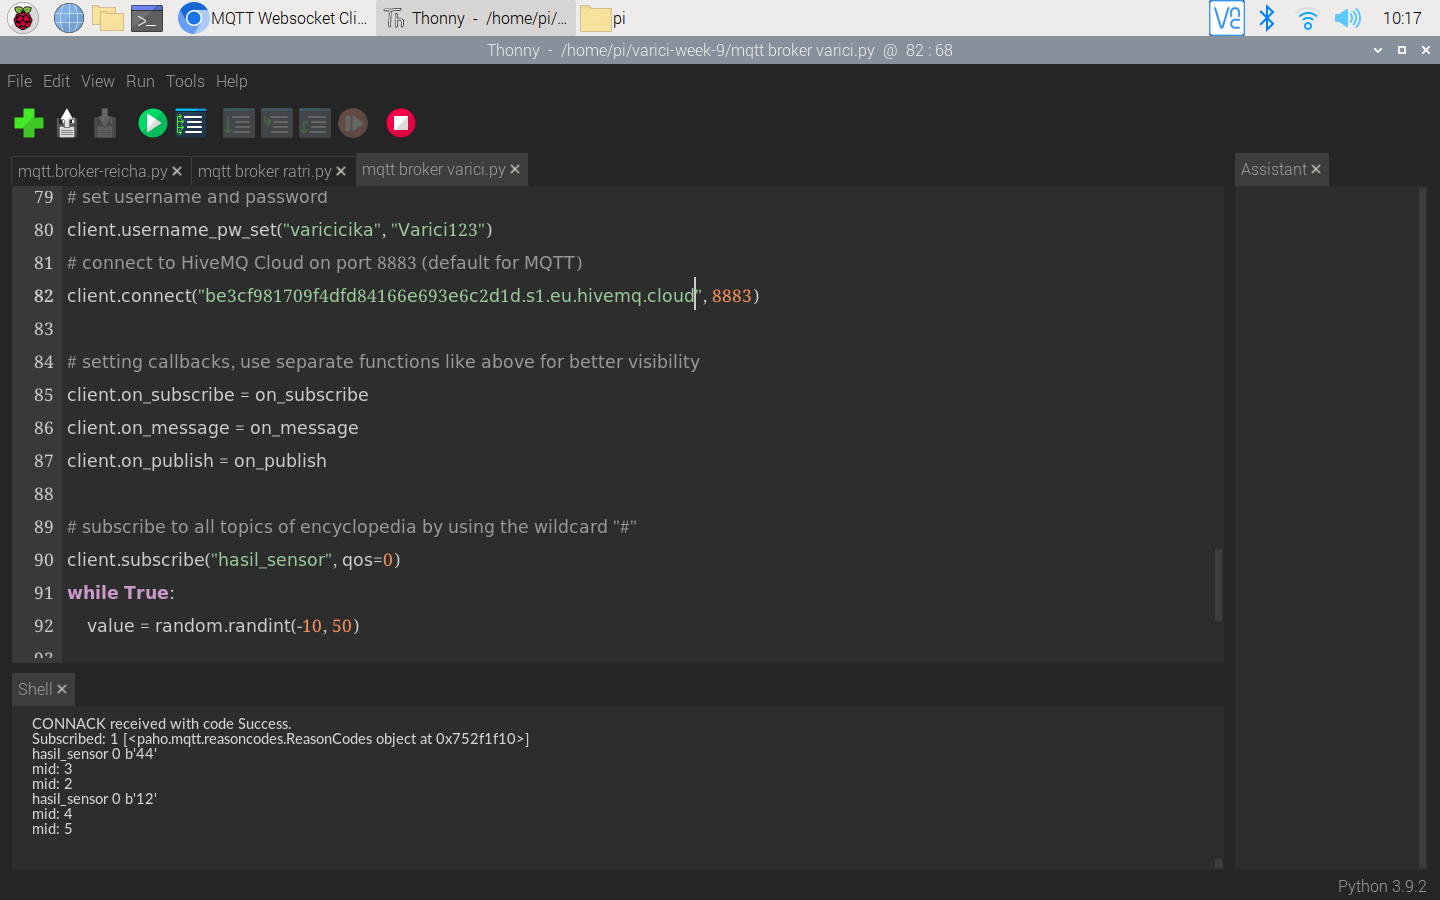 MQTT Websocket Cli...
Thonny - /home/pi/...
pi
10:17
Thonny - /home/pi/varici-week-9/mqtt broker varici.py @ 82 : 68
File Edit View Run Tools Help
mqtt.broker-reicha.py
mqtt broker ratri.py
mqtt broker varici.py
Assistant
79 # set username and password
80 client.username_pw_set("varicicika", "Varici123")
81 # connect to HiveMQ Cloud on port 8883 (default for MQTT)
82 client.connect("be3cf981709f4dfd84166e693e6c2d1d.s1.eu.hivemq.cloud", 8883)
83
84 # setting callbacks, use separate functions like above for better visibility
85 client.on_subscribe = on_subscribe
86 client.on_message = on_message
87 client.on_publish = on_publish
88
89 # subscribe to all topics of encyclopedia by using the wildcard "#"
90 client.subscribe("hasil_sensor", qos=0)
91 while True:
92 value = random.randint(-10, 50)
93
Shell
CONNACK received with code Success.
Subscribed: 1 [<paho.mqtt.reasoncodes.ReasonCodes object at 0x752f1f10>]
hasil_sensor 0 b'44'
mid: 3
mid: 2
hasil_sensor 0 b'12'
mid: 4
mid: 5
Python 3.9.2